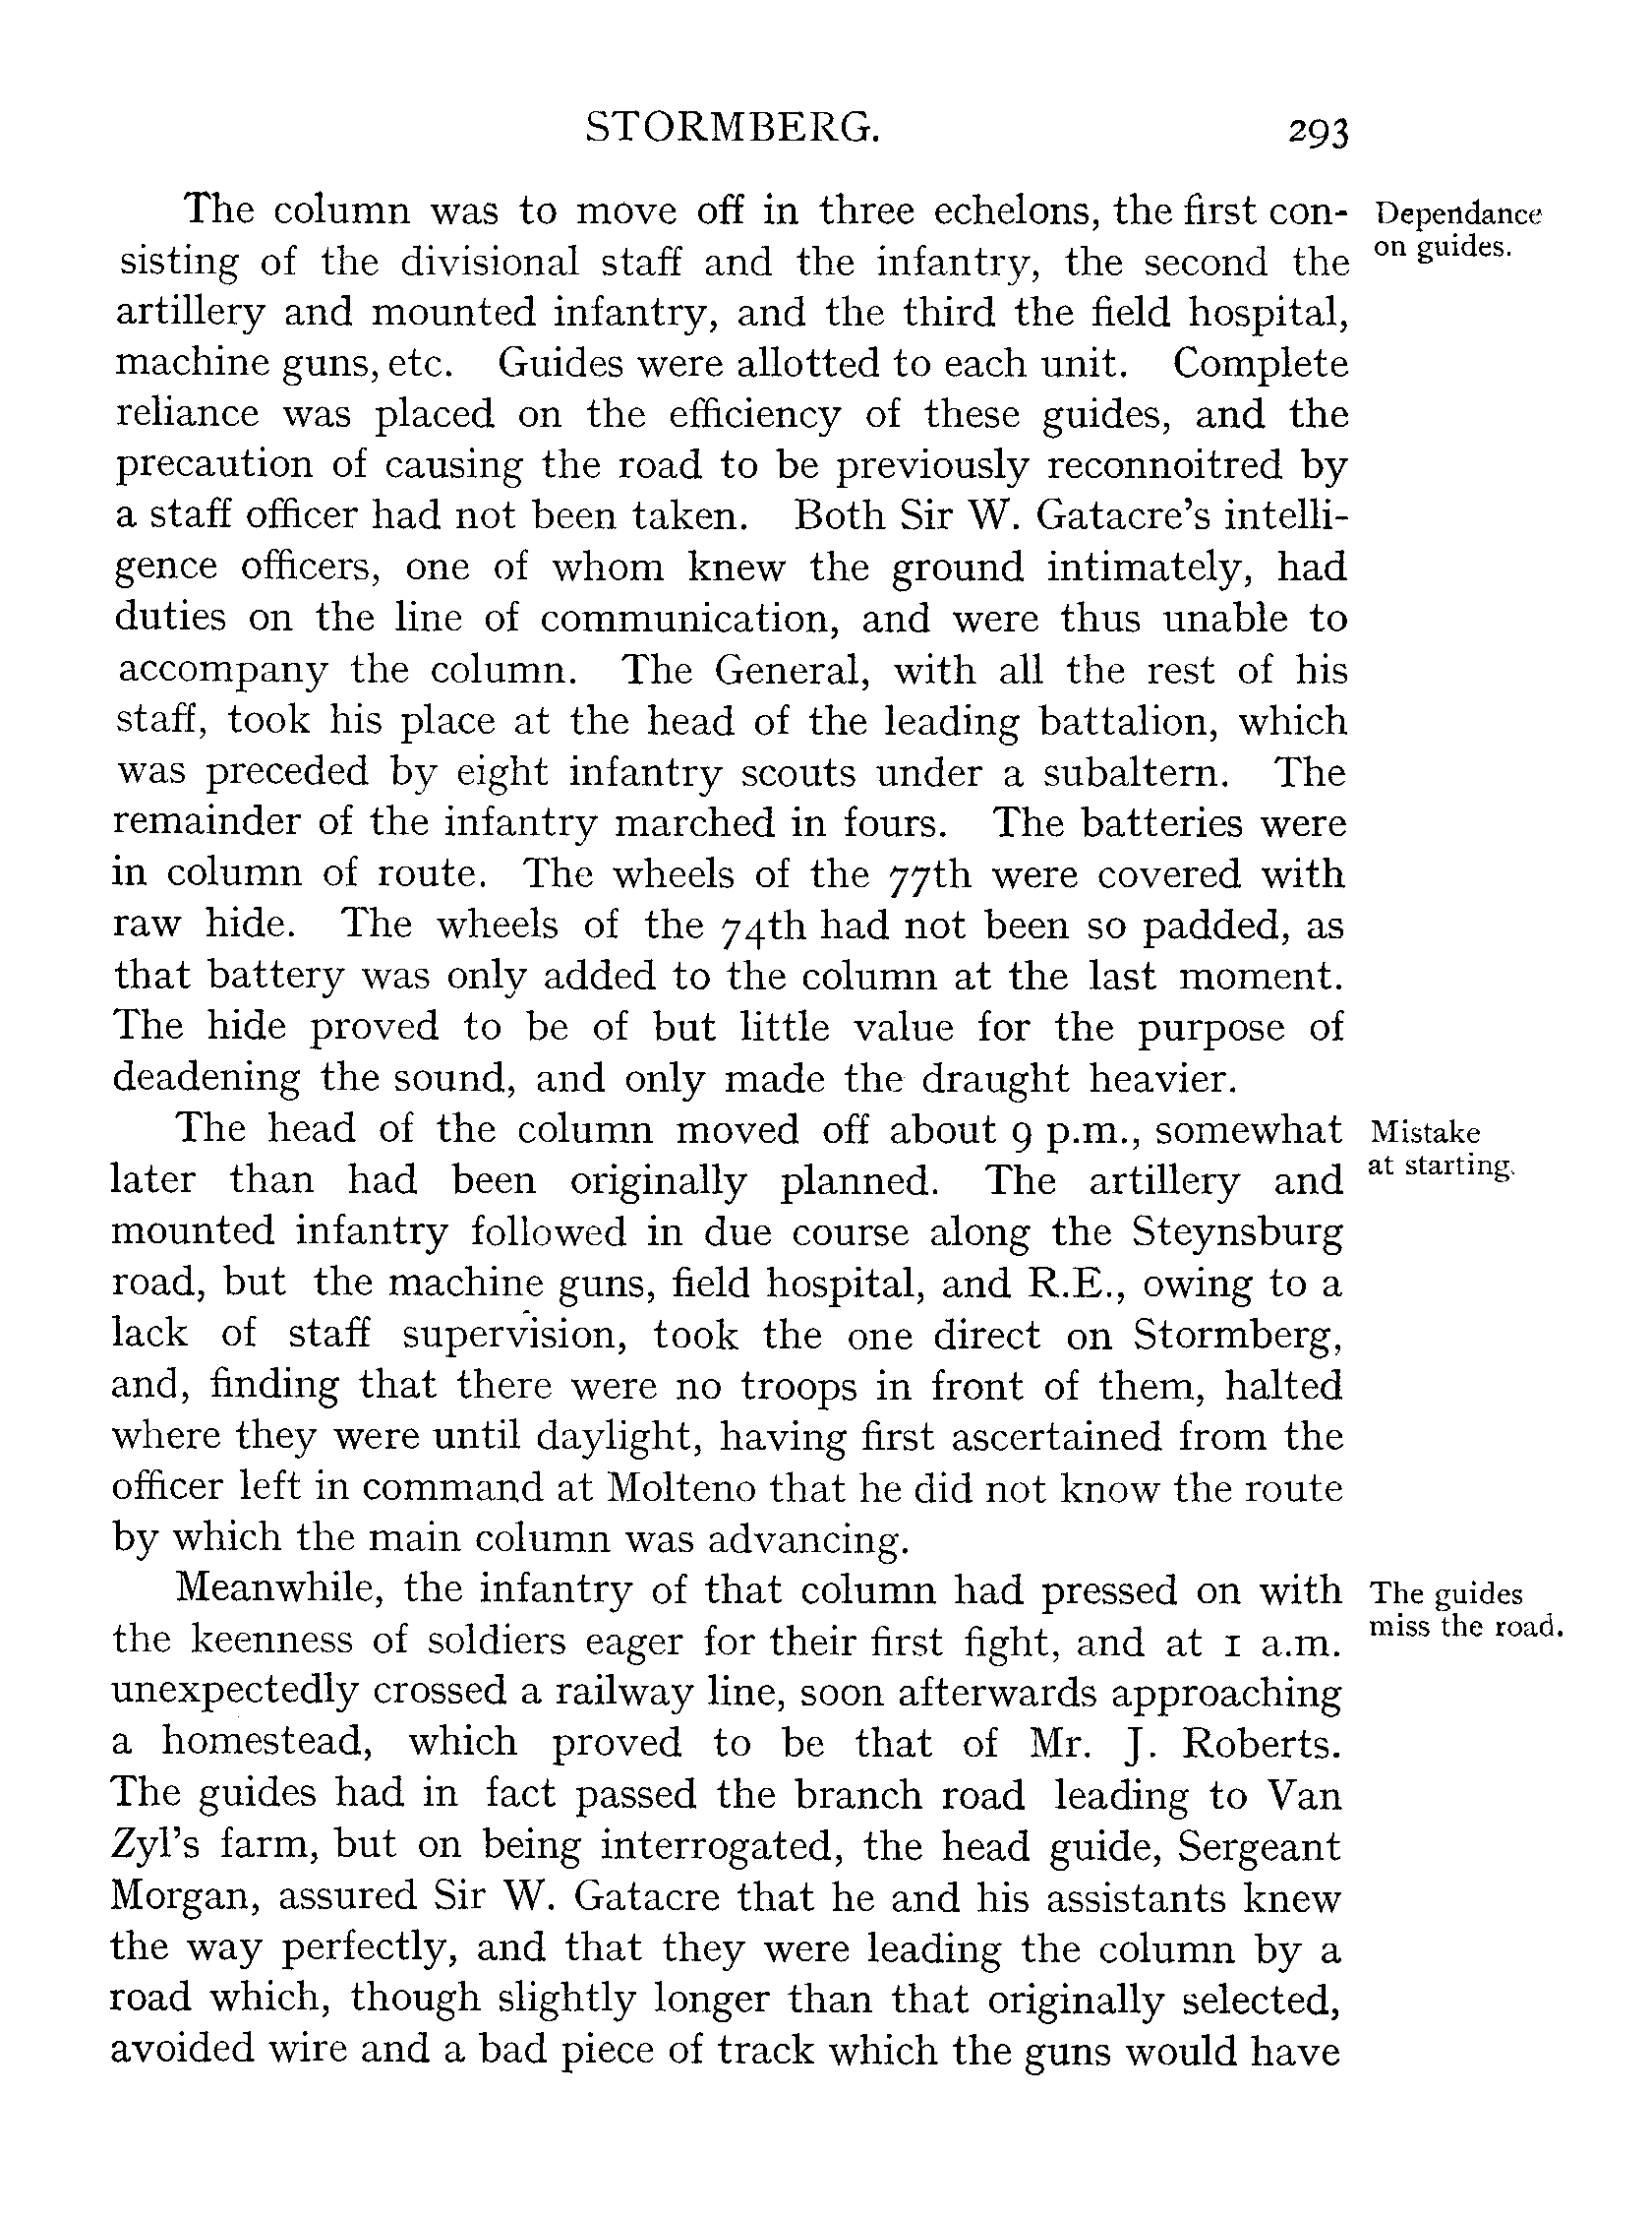 STORMBERG. 293
The column was to move off in three echelons, the first con- Dependance
sisting of the divisional staff and the infantry, the second the on guides.
artillery and mounted infantry, and the third the field hospital,
machine guns, etc. Guides were allotted to each unit. Complete
reliance was placed on the efficiency of these guides, and the
precaution of causing the road to be previously reconnoitred by
a staff officer had not been taken. Both Sir W. Gatacre's intelli-
gence officers, one of whom knew the ground intimately, had
duties on the line of communication, and were thus unable to
accompany the column. The General, with all the rest of his
staff, took his place at the head of the leading battalion, which
was preceded by eight infantry scouts under a subaltern. The
remainder of the infantry marched in fours. The batteries were
in column of route. The wheels of the 77th were covered with
raw hide. The wheels of the 74th had not been so padded, as
that battery was only added to the column at the last moment.
The hide proved to be of but little value for the purpose of
deadening the sound, and only made the draught heavier.
The head of the column moved off about 9 p.m., somewhat Mistake
later than had been originally planned. The artillery and at starting.
mounted infantry followed in due course along the Steynsburg
road, but the machine guns, field hospital, and R.E., owing to a
lack of staff supervision, took the one direct on Stormberg,
and, finding that there were no troops in front of them, halted
where they were until daylight, having first ascertained from the
officer left in command at Molteno that he did not know the route
by which the main column was advancing.
Meanwhile, the infantry of that column had pressed on with The guides
the keenness of soldiers eager for their first fight, and at 1 a.m. miss the road.
unexpectedly crossed a railway line, soon afterwards approaching
a homestead, which proved to be that of Mr. J. Roberts.
The guides had in fact passed the branch road leading to Van
Zyl's farm, but on being interrogated, the head guide, Sergeant
Morgan, assured Sir W. Gatacre that he and his assistants knew
the way perfectly, and that they were leading the column by a
road which, though slightly longer than that originally selected,
avoided wire and a bad piece of track which the guns would have